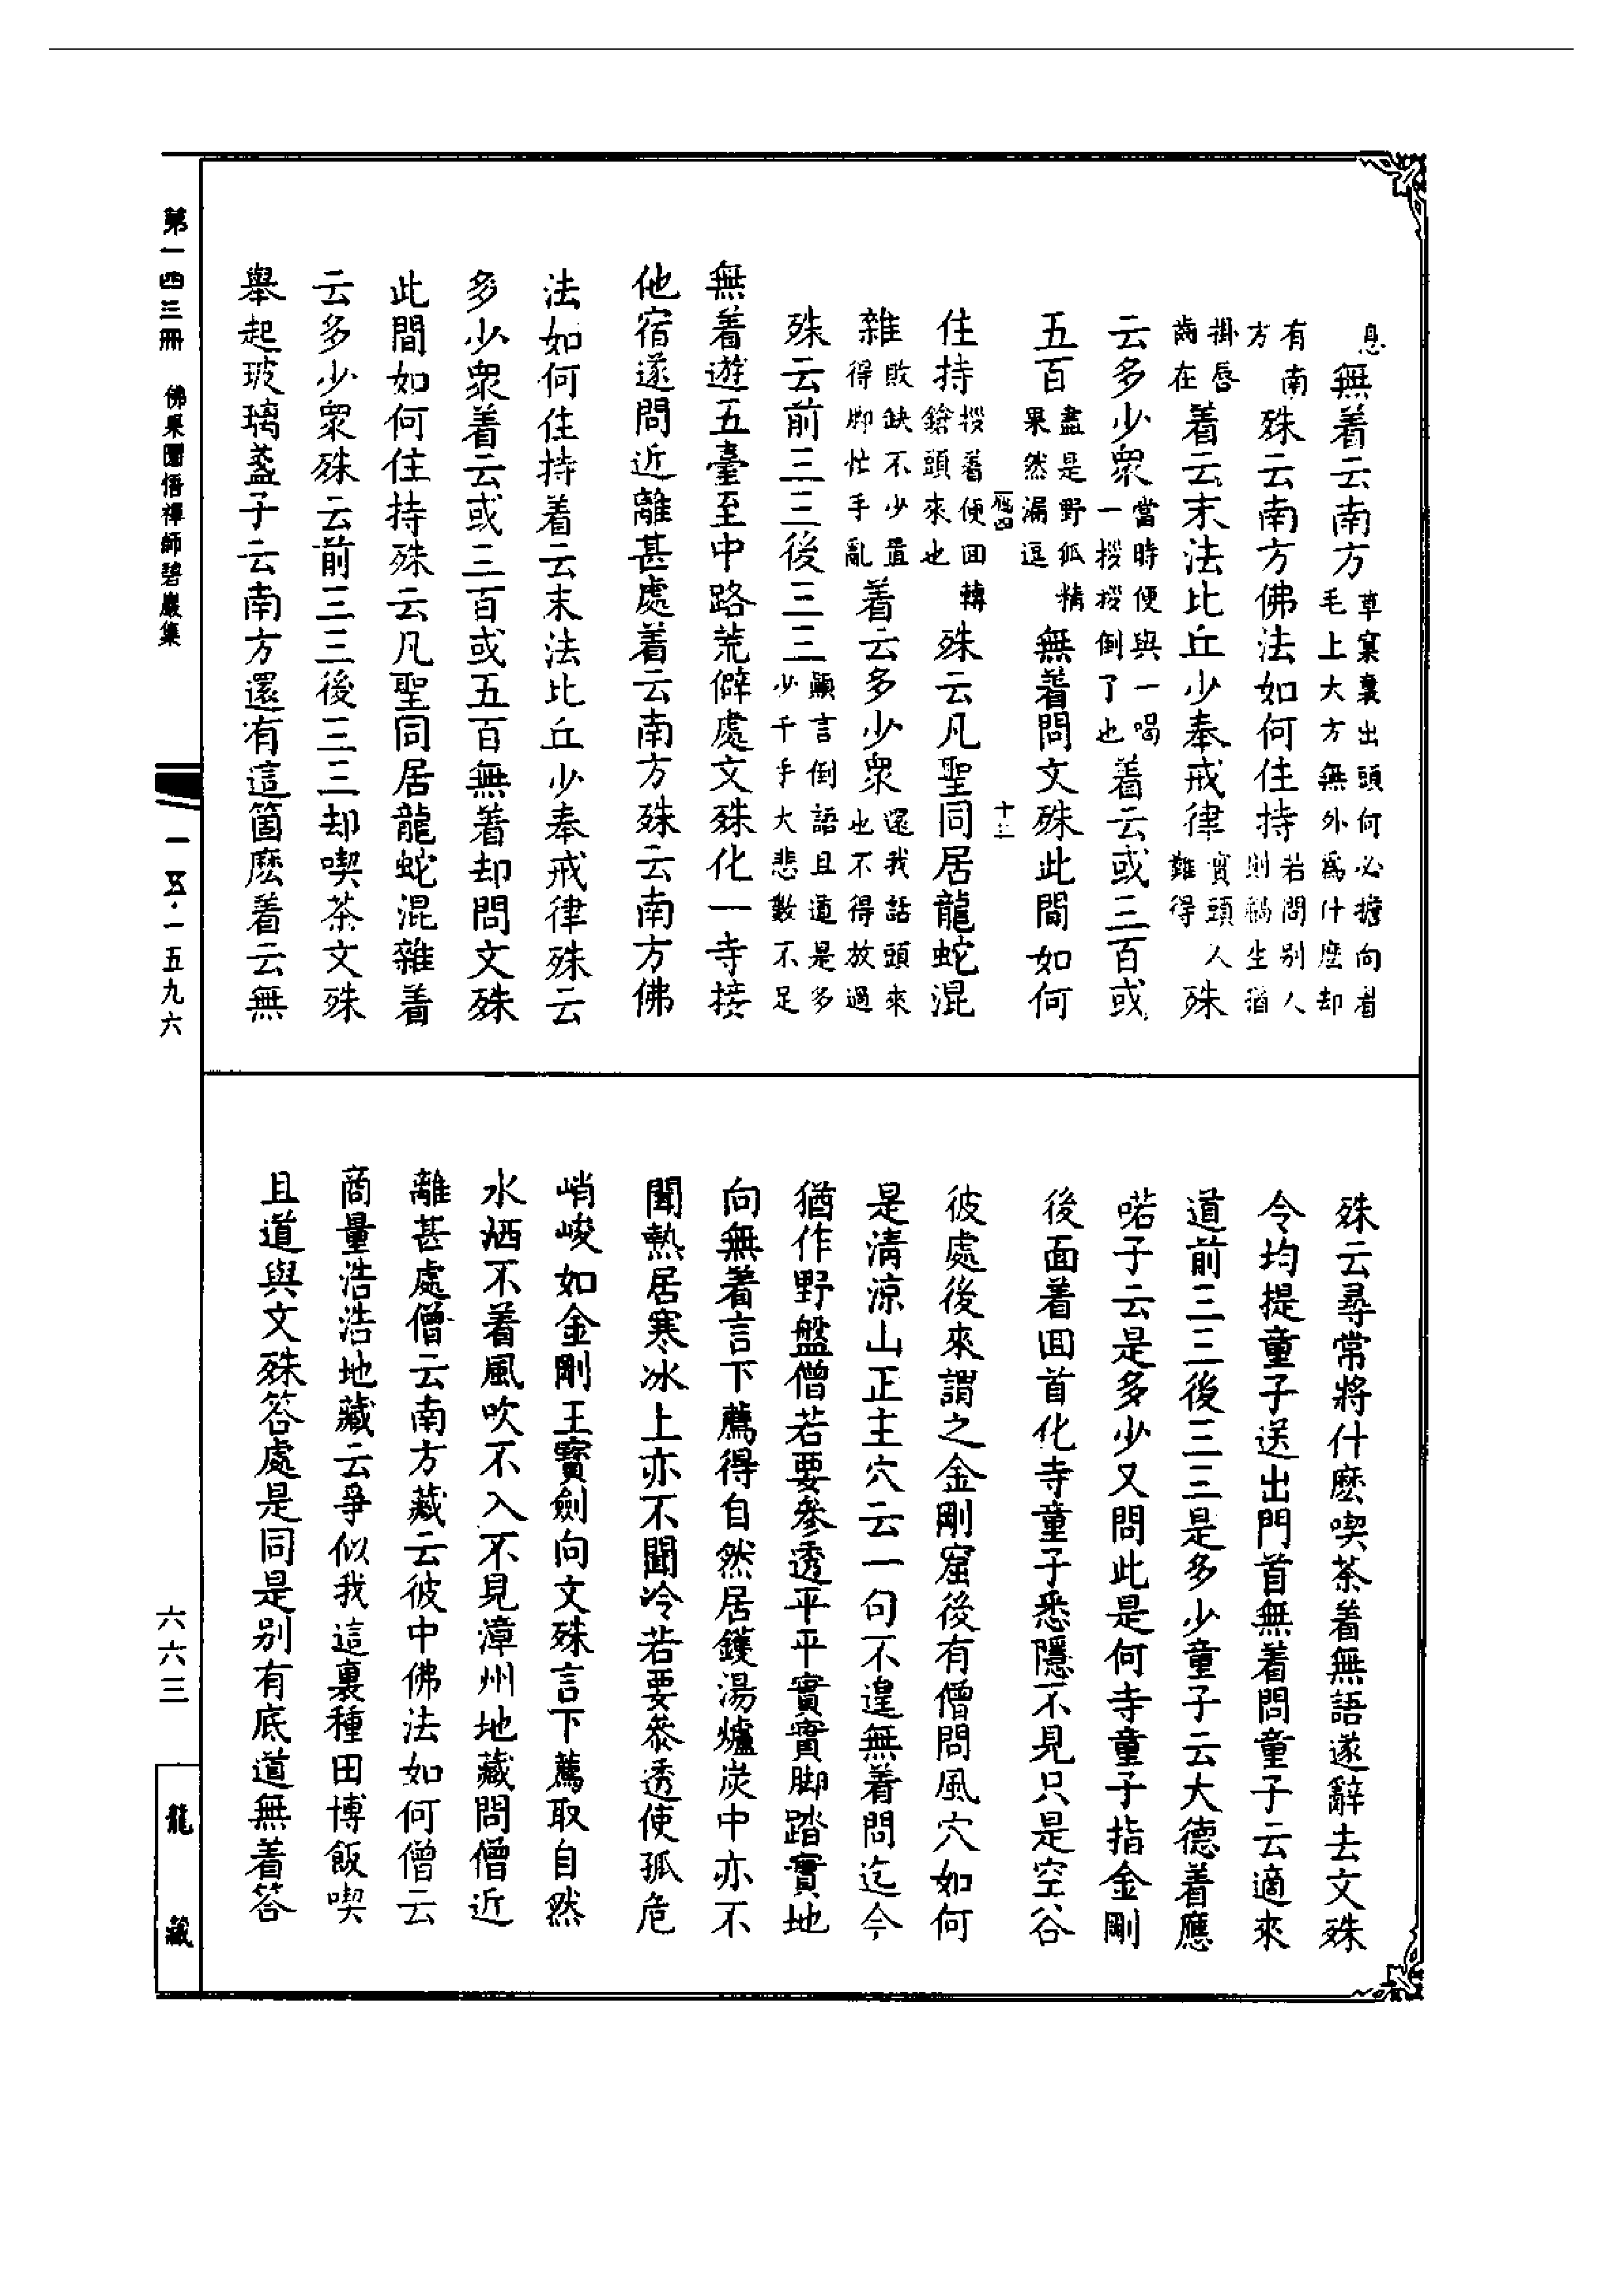 息無着云南方草窠裏出頭何必擔向眉毛上大方無外爲什麽却
有南方殊云南方佛法如何住持若問別人則禍生猶
掛唇齒在着云末法比丘少奉戒律實頭人難得殊
云多少衆當時便與一喝一拶拶倒了也着云或三百或
五百盡是野狐精果然漏逗無着問文殊此間如何
住持拶着便回轉鎗頭來也殊云凡聖同居龍蛇混
雜敗缺不少直得脚忙手亂着云多少衆還我話頭來也不得放過
殊云前三三後三三顚言倒語且道是多少千手大悲數不足
無着遊五臺至中路荒僻處文殊化一寺接
他宿遂問近離甚處着云南方殊云南方佛
法如何住持着云末法比丘少奉戒律殊云
多少衆着云或三百或五百無着却問文殊
此間如何住持殊云凡聖同居龍蛇混雜着
云多少衆殊云前三三後三三却喫茶文殊
舉起玻璃盞子云南方還有這箇麽着云無
殊云尋常將什麽喫茶着無語遂辭去文殊
令均提童子送出門首無着問童子云適來
道前三三後三三是多少童子云大德着應
喏子云是多少又問此是何寺童子指金剛
後面着回首化寺童子悉隱不見只是空谷
彼處後來謂之金剛窟後有僧問風穴如何
是清涼山正主穴云一句不遑無着問迄今
猶作野盤僧若要參透平平實實脚踏實地
向無着言下薦得自然居鑊湯爐炭中亦不
聞熱居寒冰上亦不聞冷若要參透使孤危
峭峻如金剛王寶劍向文殊言下薦取自然
水洒不着風吹不入不見漳州地藏問僧近
離甚處僧云南方藏云彼中佛法如何僧云
商量浩浩地藏云爭似我這裏種田博飯喫
且道與文殊答處是同是別有底道無着答
第一四三冊 佛果圜悟禪師碧巖集
一五·一五九六
六六三
龍藏